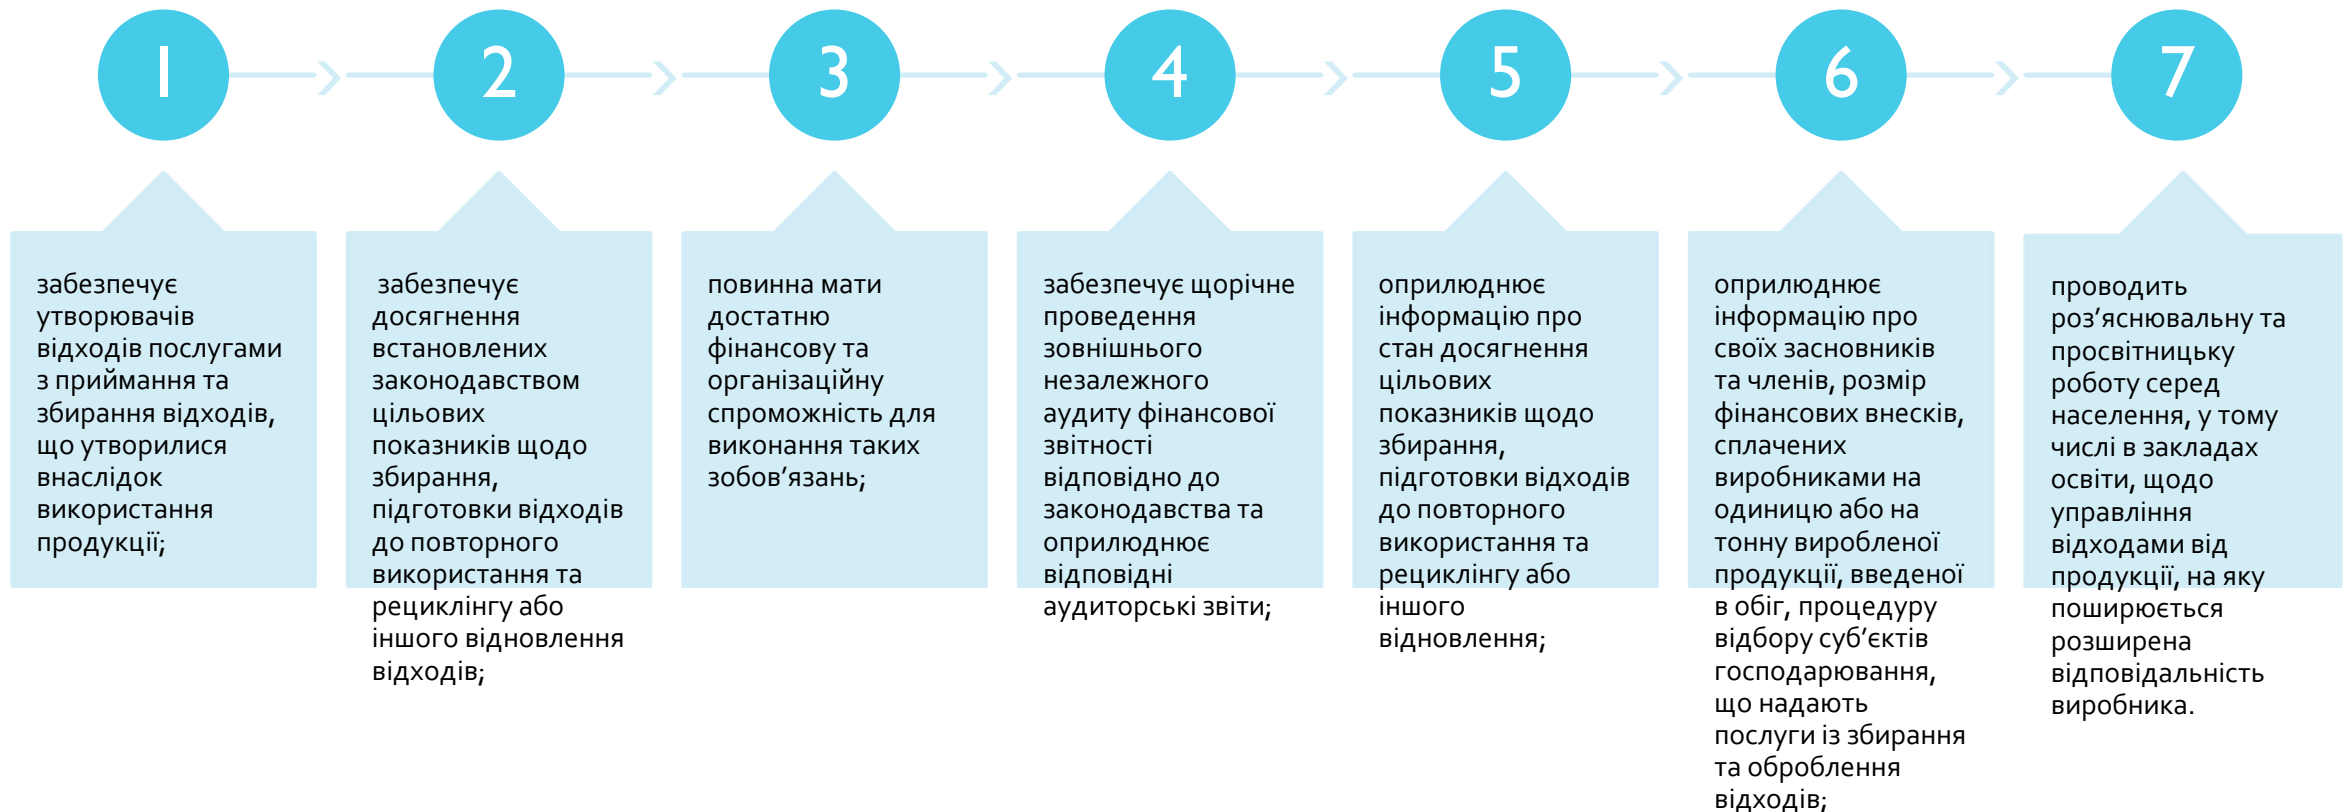 1
2
3
4
5
6
7
забезпечує
утворювачів
відходів послугами
з приймання та
збирання відходів,
що утворилися
внаслідок
використання
продукції;
забезпечує
досягнення
встановлених
законодавством
цільових
показників щодо
збирання,
підготовки відходів
до повторного
використання та
рециклінгу або
іншого відновлення
відходів;
повинна мати
достатню
фінансову та
організаційну
спроможність для
виконання таких
зобов’язань;
забезпечує щорічне
проведення
зовнішнього
незалежного
аудиту фінансової
звітності
відповідно до
законодавства та
оприлюднює
відповідні
аудиторські звіти;
оприлюднює
інформацію про
стан досягнення
цільових
показників щодо
збирання,
підготовки відходів
до повторного
використання та
рециклінгу або
іншого
відновлення;
оприлюднює
інформацію про
своїх засновників
та членів, розмір
фінансових внесків,
сплачених
виробниками на
одиницю або на
тонну виробленої
продукції, введеної
в обіг, процедуру
відбору суб’єктів
господарювання,
що надають
послуги із збирання
та оброблення
відходів;
проводить
роз’яснювальну та
просвітницьку
роботу серед
населення, у тому
числі в закладах
освіти, щодо
управління
відходами від
продукції, на яку
поширюється
розширена
відповідальність
виробника.